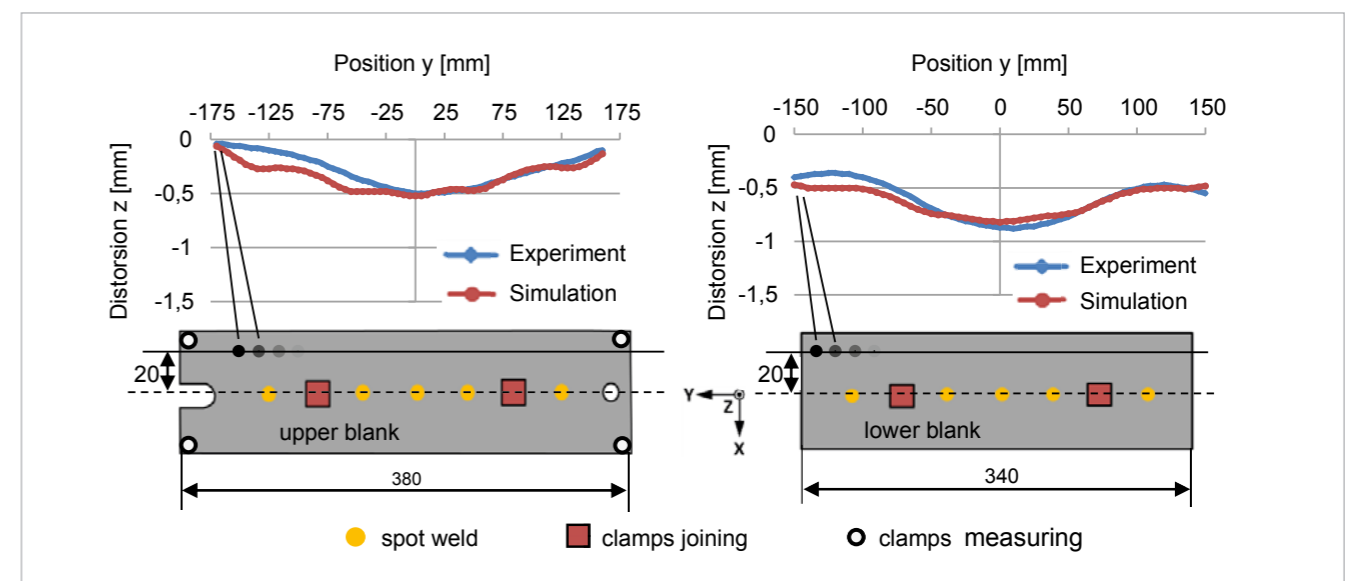 Position y [mm]
-175 -125 -75 -25 25 75 125 175
Distorsion z [mm]
0
-0,5
-1
-1,5
Experiment
Simulation
20
upper blank
380
Position y [mm]
-150 -100 -50 0 50 100 150
Distorsion z [mm]
0
-0,5
-1
-1,5
Experiment
Simulation
20
Y
Z
X
lower blank
340
spot weld
clamps joining
clamps measuring